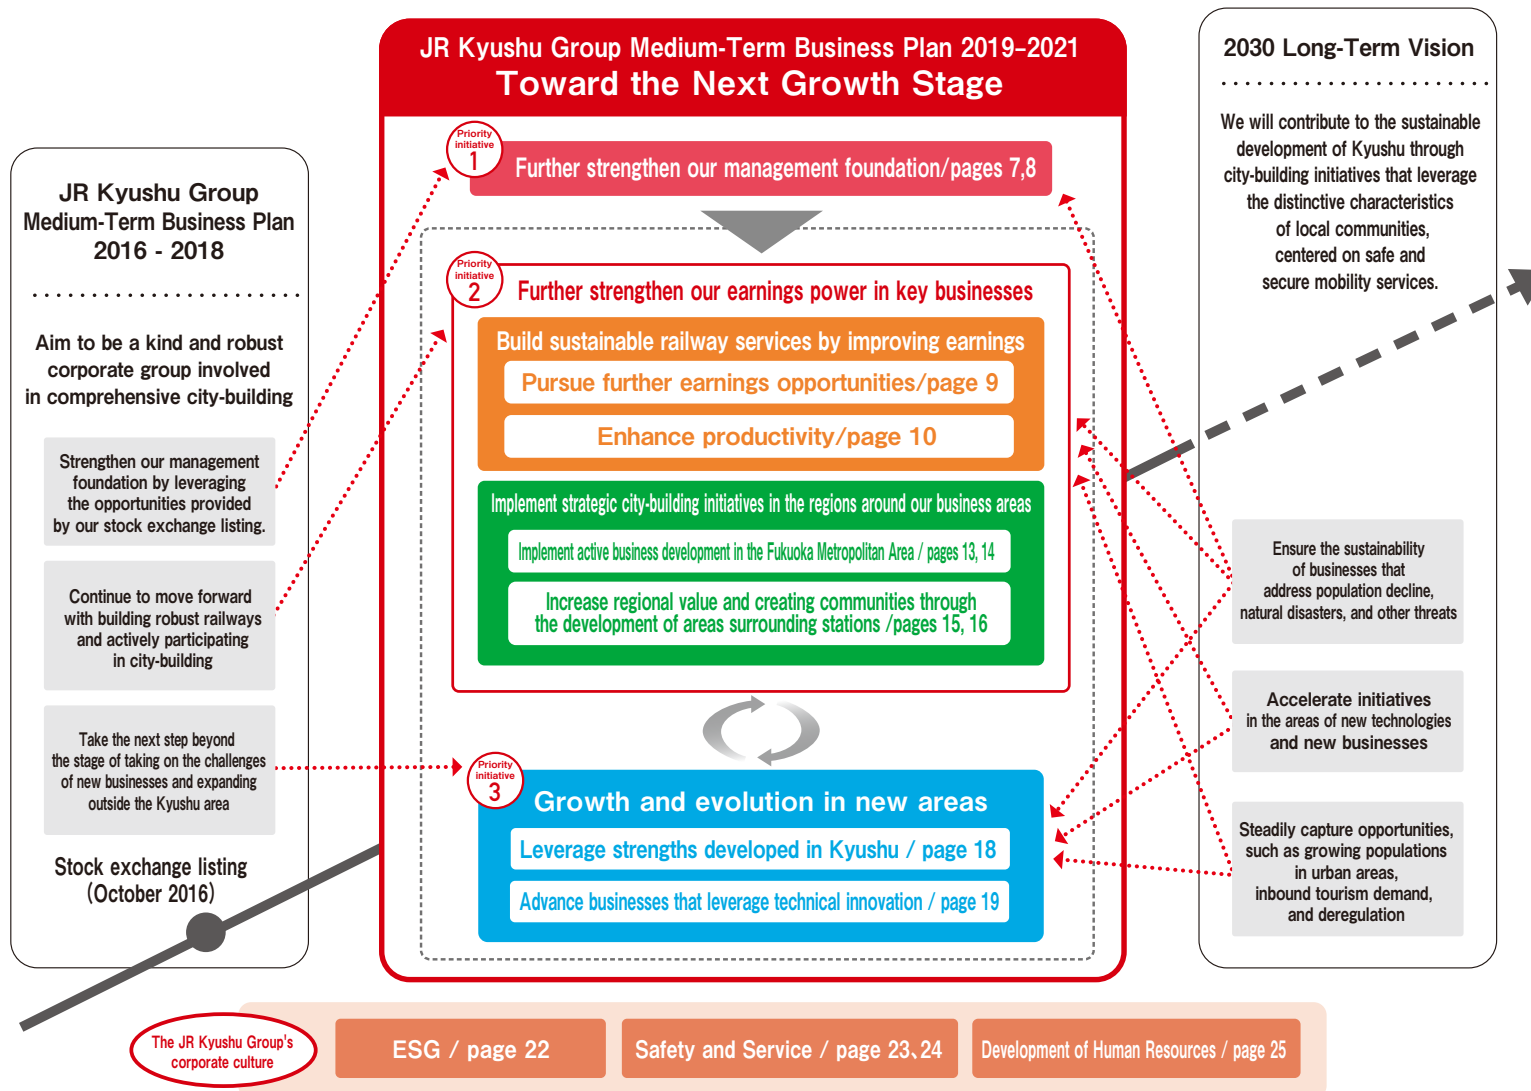 JR Kyushu Group
Medium-Term Business Plan
2016 - 2018
Aim to be a kind and robust
corporate group involved
in comprehensive city-building
Strengthen our management
foundation by leveraging
the opportunities provided
by our stock exchange listing.
Continue to move forward
with building robust railways
and actively participating
in city-building
Take the next step beyond
the stage of taking on the challenges
of new businesses and expanding
outside the Kyushu area
Stock exchange listing
(October 2016)
JR Kyushu Group Medium-Term Business Plan 2019–2021
Toward the Next Growth Stage
Priority
initiative
1
Further strengthen our management foundation/pages 7,8
Priority
initiative
2
Further strengthen our earnings power in key businesses
Build sustainable railway services by improving earnings
Pursue further earnings opportunities/page 9
Enhance productivity/page 10
Implement strategic city-building initiatives in the regions around our business areas
Implement active business development in the Fukuoka Metropolitan Area / pages 13, 14
Increase regional value and creating communities through
the development of areas surrounding stations /pages 15, 16
Priority
initiative
3
Growth and evolution in new areas
Leverage strengths developed in Kyushu / page 18
Advance businesses that leverage technical innovation / page 19
2030 Long-Term Vision
We will contribute to the sustainable
development of Kyushu through
city-building initiatives that leverage
the distinctive characteristics
of local communities,
centered on safe and
secure mobility services.
Ensure the sustainability
of businesses that
address population decline,
natural disasters, and other threats
Accelerate initiatives
in the areas of new technologies
and new businesses
Steadily capture opportunities,
such as growing populations
in urban areas,
inbound tourism demand,
and deregulation
The JR Kyushu Group's
corporate culture
ESG / page 22
Safety and Service / page 23、24
Development of Human Resources / page 25